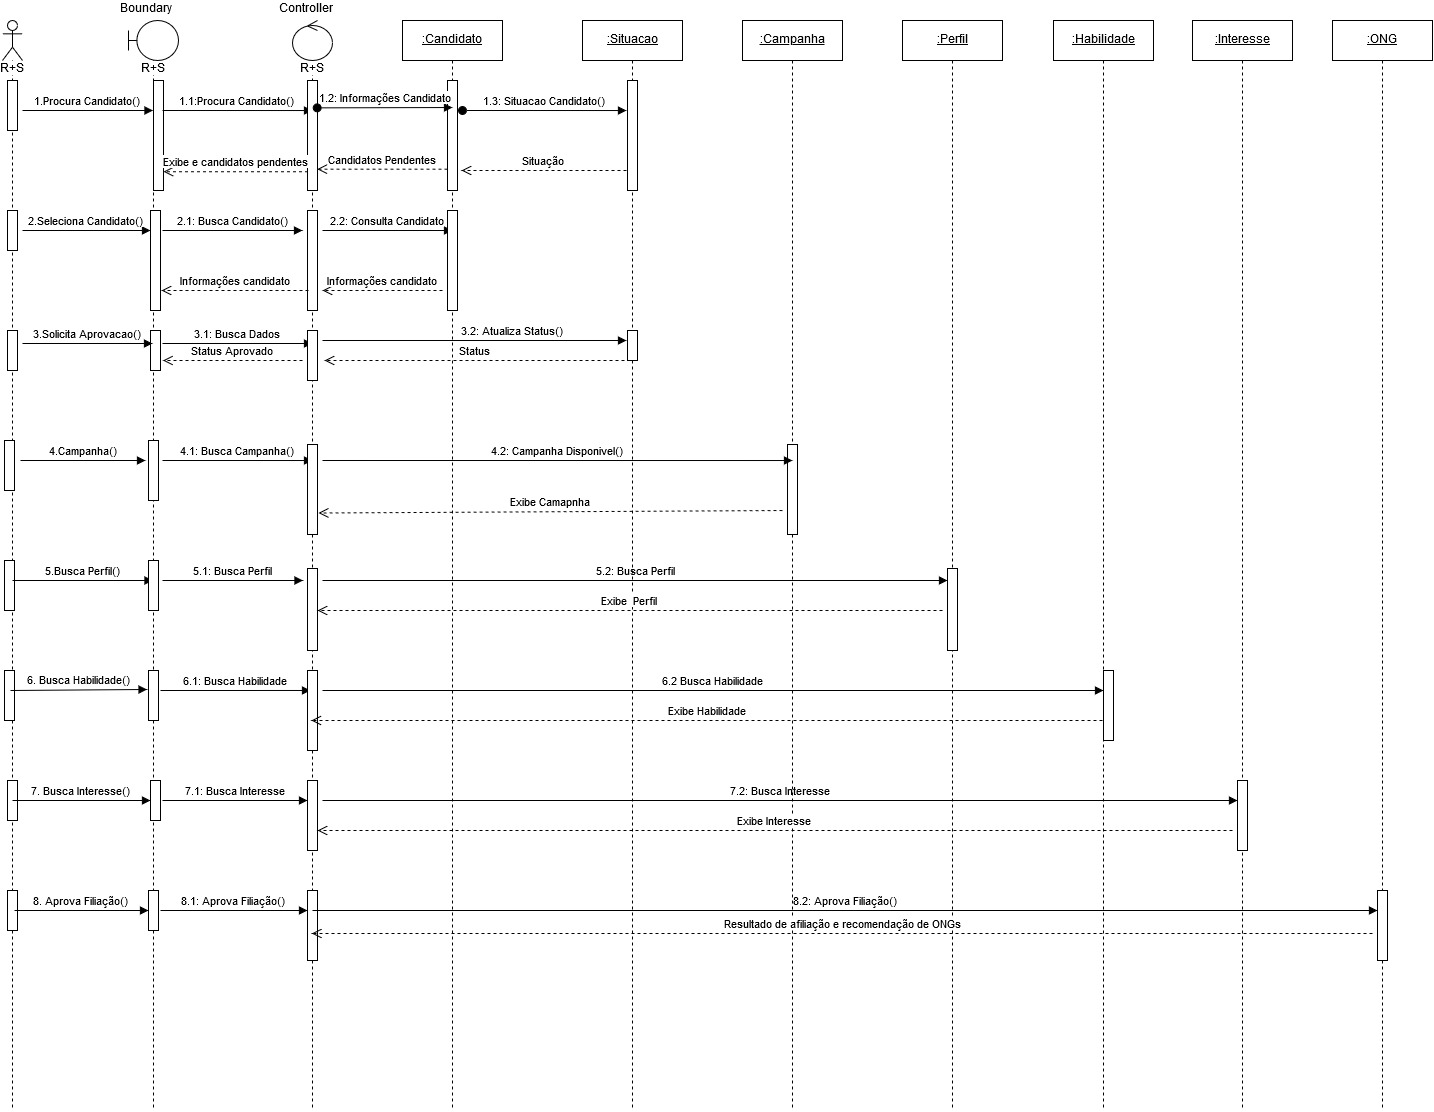 Boundary
Controller
:Candidato
:Situacao
:Campanha
:Perfil
:Habilidade
:Interesse
:ONG
R+S
R+S
R+S
1.Procura Candidato()
1.1:Procura Candidato()
1.2: Informações Candidato
1.3: Situacao Candidato()
Exibe e candidatos pendentes
Candidatos Pendentes
Situação
2.Seleciona Candidato()
2.1: Busca Candidato()
2.2: Consulta Candidato
Informações candidato
Informações candidato
3.Solicita Aprovacao()
3.1: Busca Dados
3.2: Atualiza Status()
Status Aprovado
Status
4.Campanha()
4.1: Busca Campanha()
4.2: Campanha Disponivel()
Exibe Camapnha
5.Busca Perfil()
5.1: Busca Perfil
5.2: Busca Perfil
Exibe Perfil
6. Busca Habilidade()
6.1: Busca Habilidade
6.2 Busca Habilidade
Exibe Habilidade
7. Busca Interesse()
7.1: Busca Interesse
7.2: Busca Interesse
Exibe Interesse
8. Aprova Filiação()
8.1: Aprova Filiação()
8.2: Aprova Filiação()
Resultado de afiliação e recomendação de ONGs